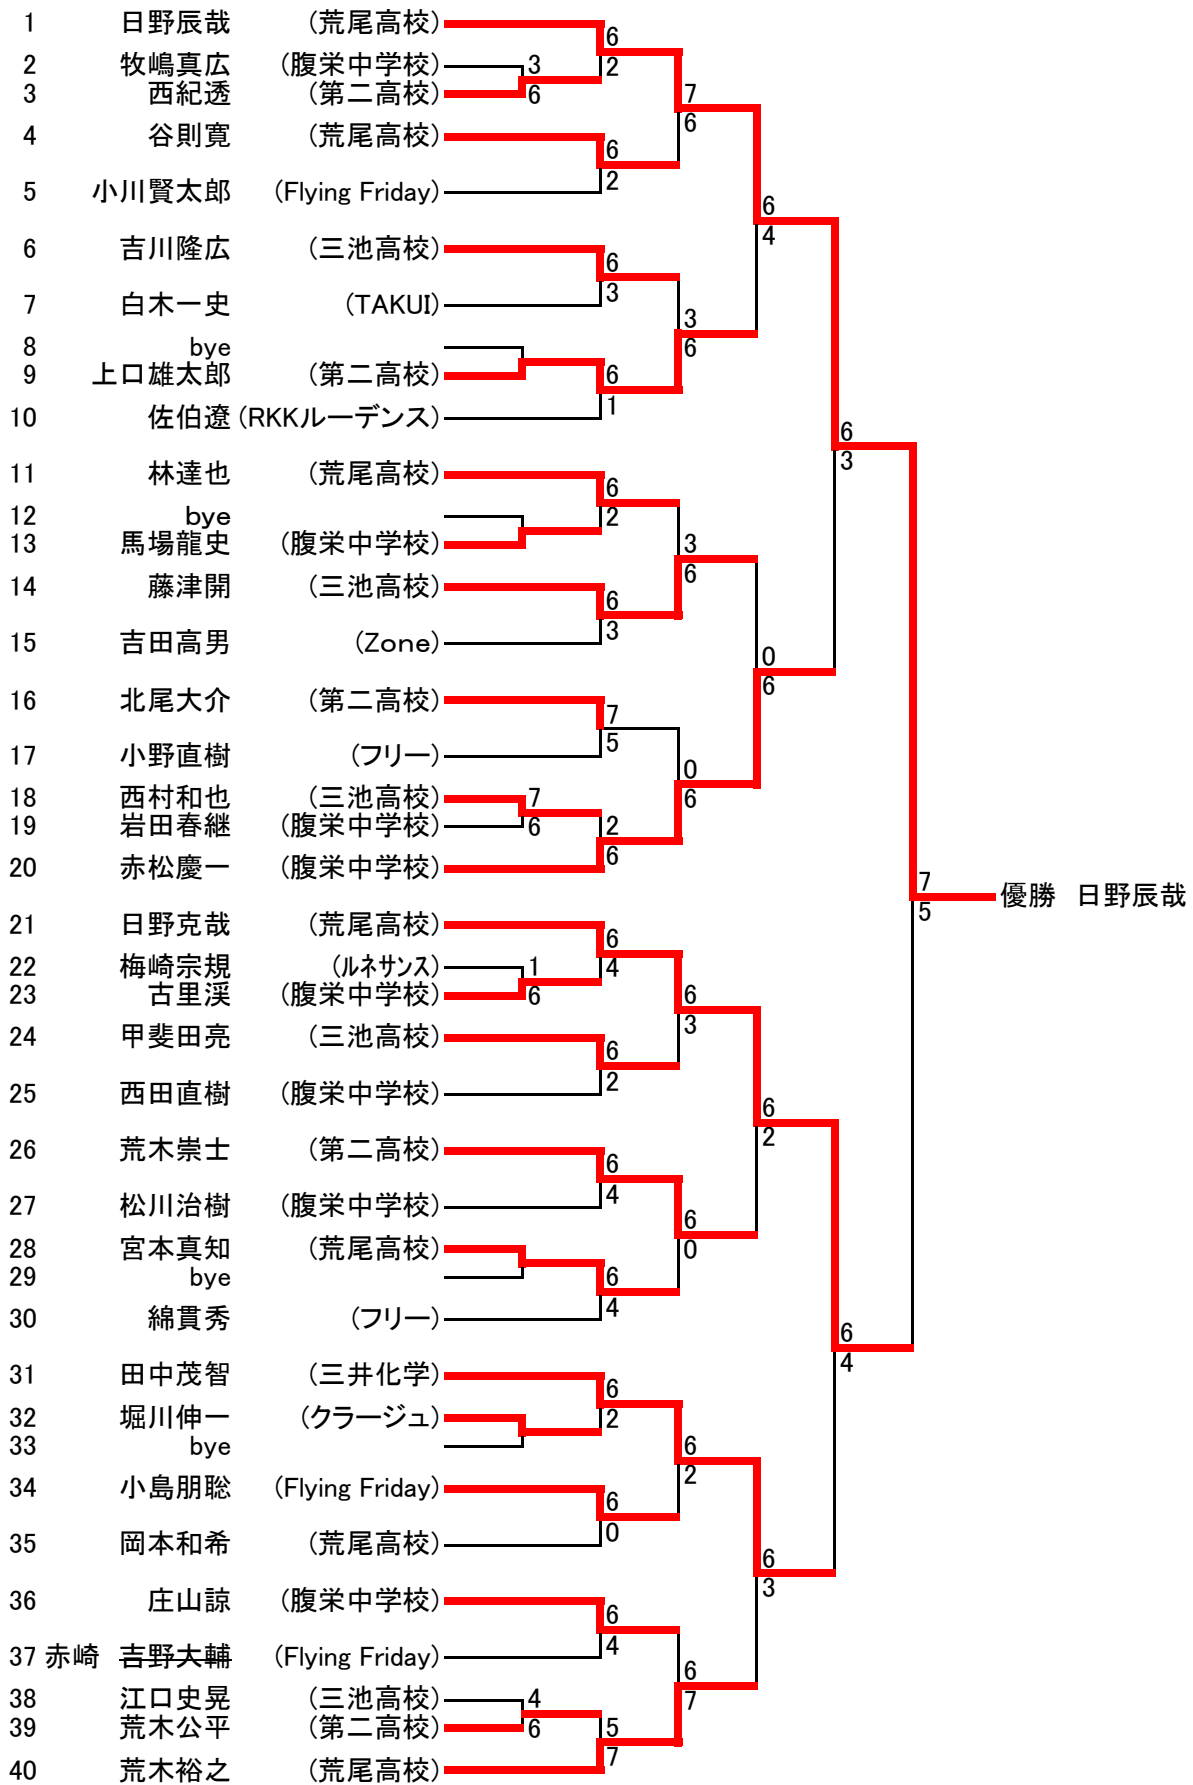 1 日野辰哉 (荒尾高校)
6
2 牧嶋真広 (腹栄中学校) 3 2
3 西紀透 (第二高校) 6 7
4 谷則寛 (荒尾高校) 6
6
5 小川賢太郎 (Flying Friday) 2
6
6 吉川隆広 (三池高校) 4
6
7 白木一史 (TAKUI) 3
3
8 bye 6
9 上口雄太郎 (第二高校) 6
10 佐伯遼 (RKKルーデンス) 1
6
11 林達也 (荒尾高校) 3
6
12 bye 2
13 馬場龍史 (腹栄中学校) 3
14 藤津開 (三池高校) 6
6
15 吉田高男 (Zone) 3
0
16 北尾大介 (第二高校) 6
7
17 小野直樹 (フリー) 5
0
18 西村和也 (三池高校) 7 6
19 岩田春継 (腹栄中学校) 6 2
20 赤松慶一 (腹栄中学校) 6
7
優勝 日野辰哉
5
21 日野克哉 (荒尾高校)
6
22 梅崎宗規 (ルネサンス) 1 4
23 古里渓 (腹栄中学校) 6 6
24 甲斐田亮 (三池高校) 3
6
25 西田直樹 (腹栄中学校) 2
6
26 荒木崇士 (第二高校) 2
6
27 松川治樹 (腹栄中学校) 4
6
28 宮本真知 (荒尾高校) 0
29 bye 6
30 綿貫秀 (フリー) 4
6
31 田中茂智 (三井化学) 4
6
32 堀川伸一 (クラージュ) 2
33 bye 6
34 小島朋聡 (Flying Friday) 2
6
35 岡本和希 (荒尾高校) 0
6
36 庄山諒 (腹栄中学校) 3
6
37 赤崎 吉野大輔 (Flying Friday) 4
6
38 江口史晃 (三池高校) 4 7
39 荒木公平 (第二高校) 6 5
40 荒木裕之 (荒尾高校) 7